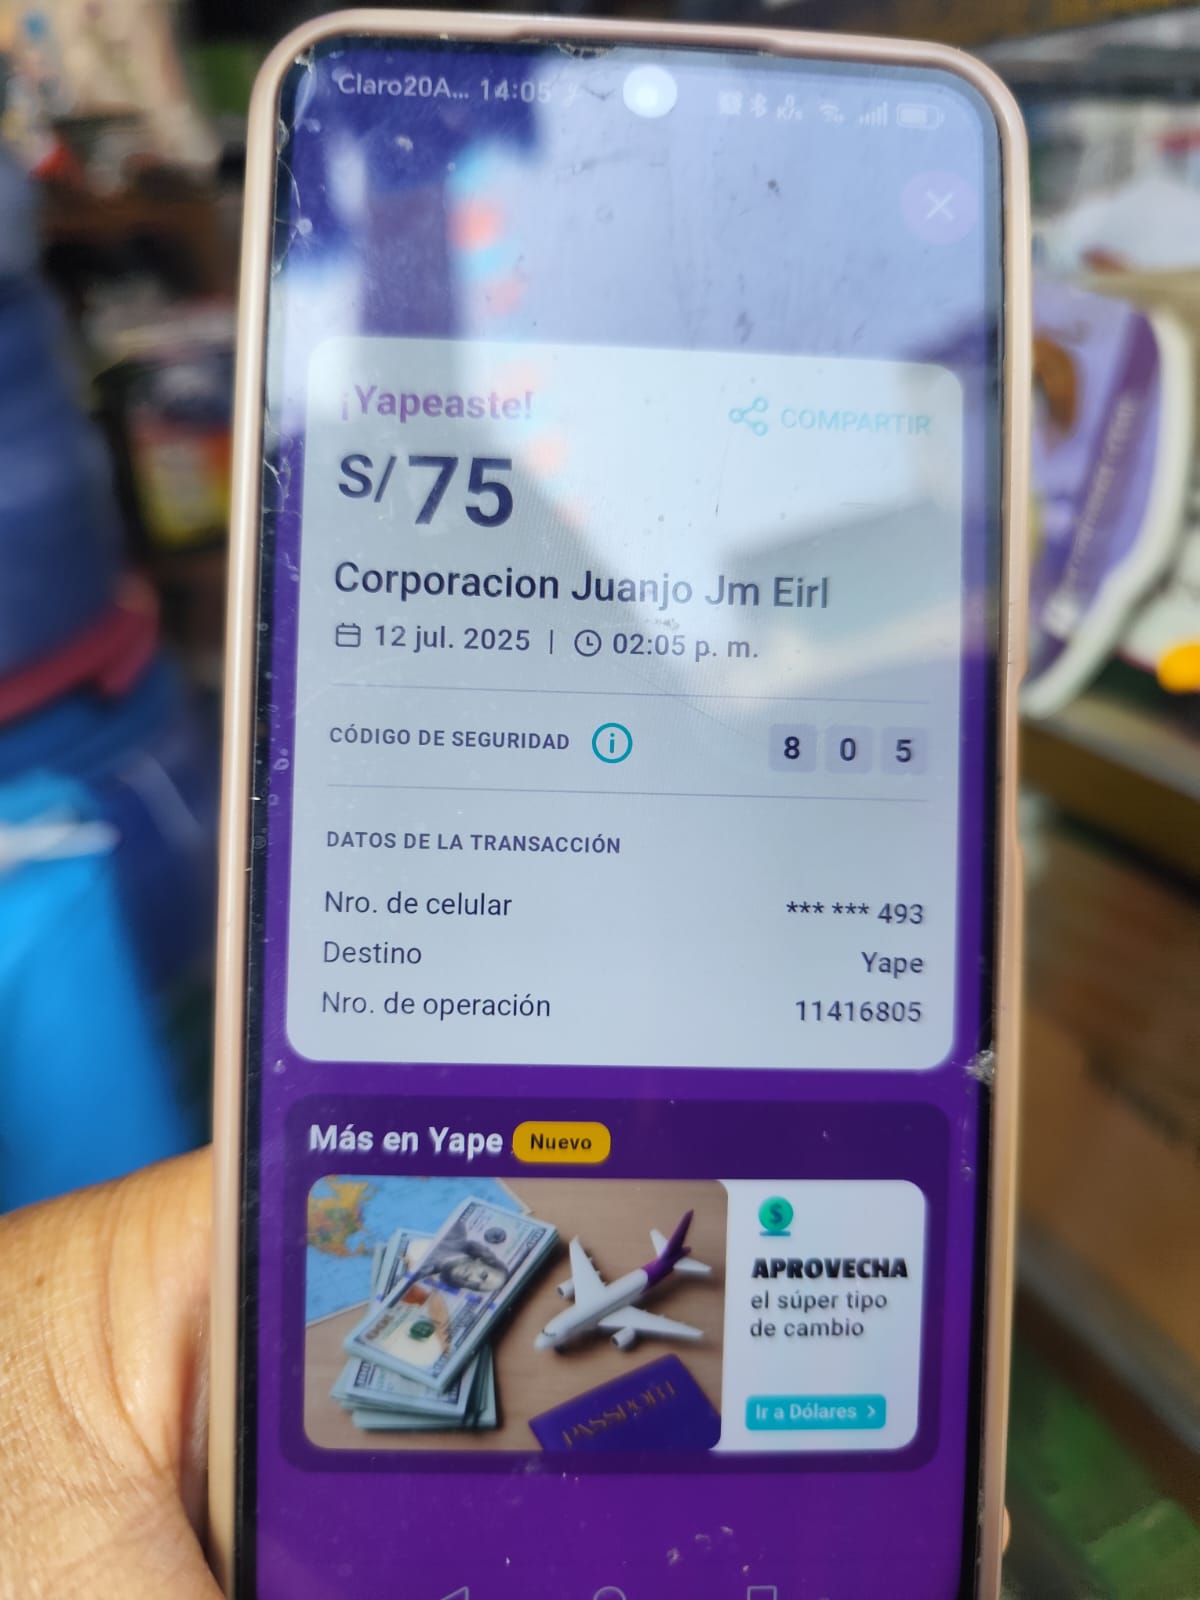 Claro20A... 14:05
¡Yapeaste!
COMPARTIR
S/75
Corporacion Juanjo Jm Eirl
12 jul. 2025 | 02:05 p. m.
CÓDIGO DE SEGURIDAD 8 0 5
DATOS DE LA TRANSACCIÓN
Nro. de celular *** *** 493
Destino Yape
Nro. de operación 11416805
Más en Yape Nuevo
PASSPORT
APROVECHA
el súper tipo
de cambio
Ir a Dólares >